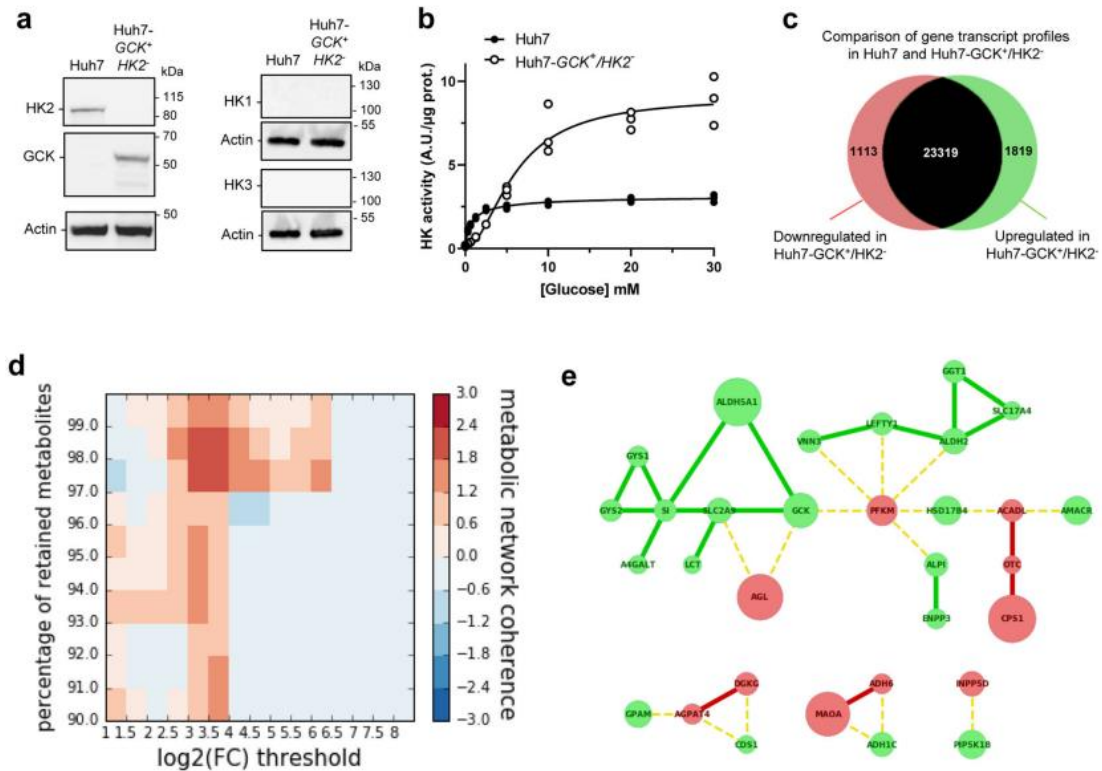 a
Huh7
Huh7-
GCK⁺
HK2⁻
kDa
HK2
115
80
GCK
70
50
Actin
50
Huh7
Huh7-
GCK⁺
HK2⁻
kDa
HK1
130
100
Actin
55
HK3
130
100
Actin
55
b
Huh7
Huh7-GCK⁺/HK2⁻
HK activity (A.U./µg prot.)
10
5
0
0
10
20
30
[Glucose] mM
c
Comparison of gene transcript profiles
in Huh7 and Huh7-GCK⁺/HK2⁻
1113
23319
1819
Downregulated in
Huh7-GCK⁺/HK2⁻
Upregulated in
Huh7-GCK⁺/HK2⁻
d
percentage of retained metabolites
99.0
98.0
97.0
96.0
95.0
94.0
93.0
92.0
91.0
90.0
1 1.5 2 2.5 3 3.5 4 4.5 5 5.5 6 6.5 7 7.5 8
log2(FC) threshold
3.0
2.4
1.8
1.2
0.6
0.0
−0.6
−1.2
−1.8
−2.4
−3.0
metabolic network coherence
e
ALDH5A1
GGT1
SLC17A4
VNN3
ALDH2
GYS1
GYS2
SI
SLC2A9
GCK
PFKM
HSD17B4
ACADL
AMACR
A4GALT
LCT
ALPI
OTC
AGL
ENPP3
CPS1
DGKG
GPAM
AGPAT4
CDS1
ADH6
MAOA
ADH1C
INPP5D
PIP5K1B